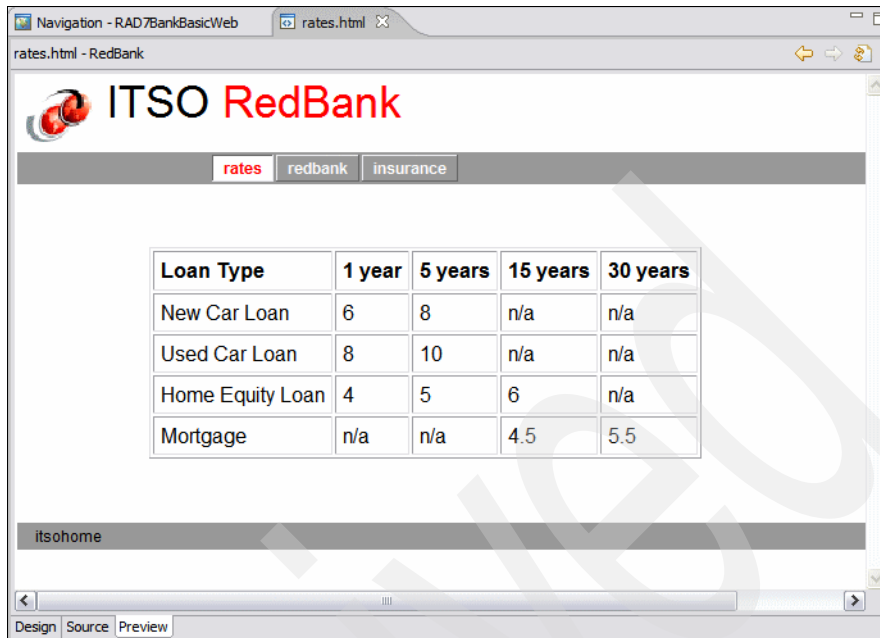 Navigation - RAD7BankBasicWeb rates.html
rates.html - RedBank
ITSO RedBank
rates redbank insurance
Loan Type 1 year 5 years 15 years 30 years
New Car Loan 6 8 n/a n/a
Used Car Loan 8 10 n/a n/a
Home Equity Loan 4 5 6 n/a
Mortgage n/a n/a 4.5 5.5
itsohome
Design Source Preview